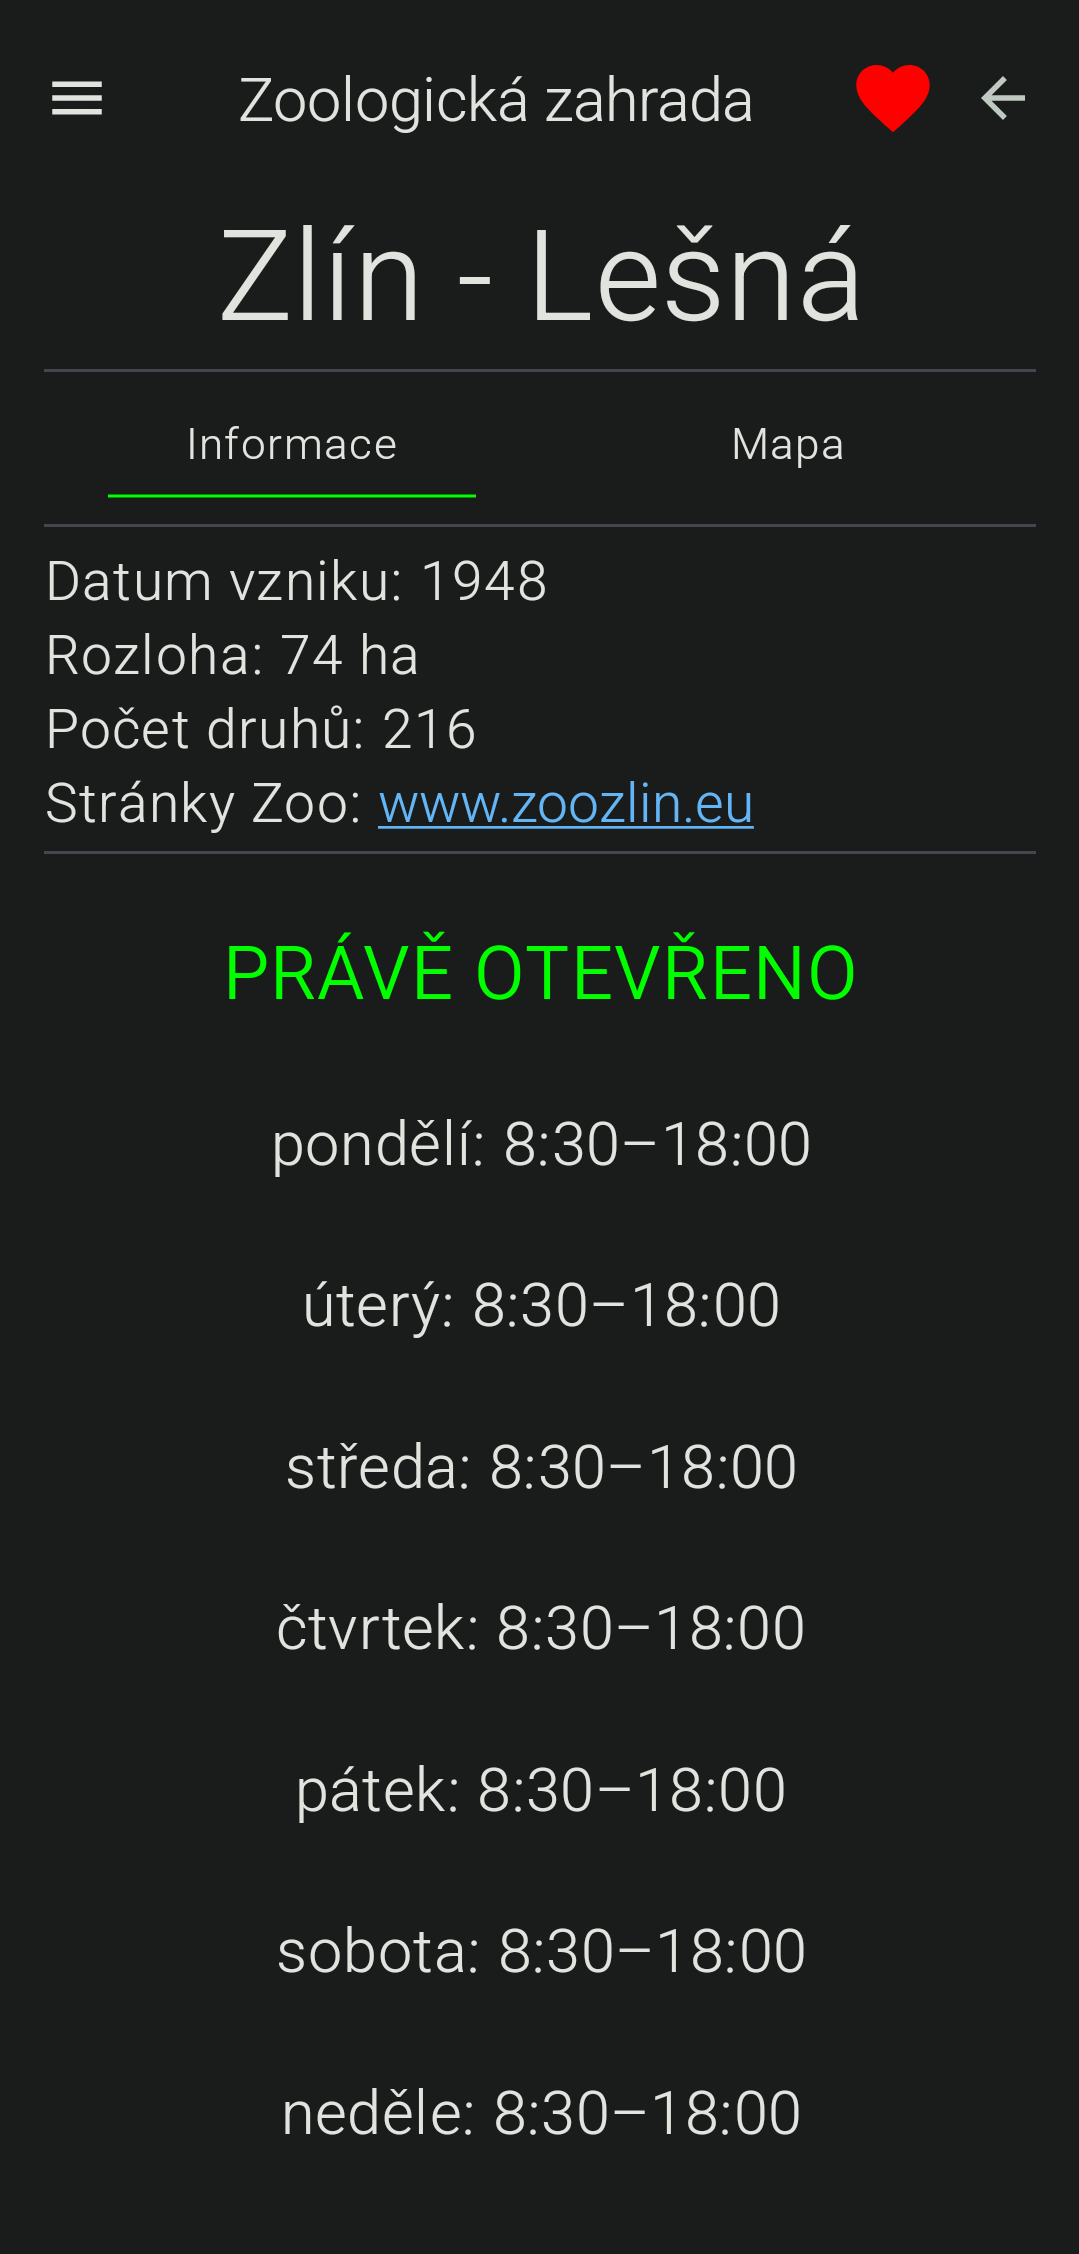 Zoologická zahrada
Zlín - Lešná
Informace
Mapa
Datum vzniku: 1948
Rozloha: 74 ha
Počet druhů: 216
Stránky Zoo: www.zoozlin.eu
PRÁVĚ OTEVŘENO
pondělí: 8:30–18:00
úterý: 8:30–18:00
středa: 8:30–18:00
čtvrtek: 8:30–18:00
pátek: 8:30–18:00
sobota: 8:30–18:00
neděle: 8:30–18:00